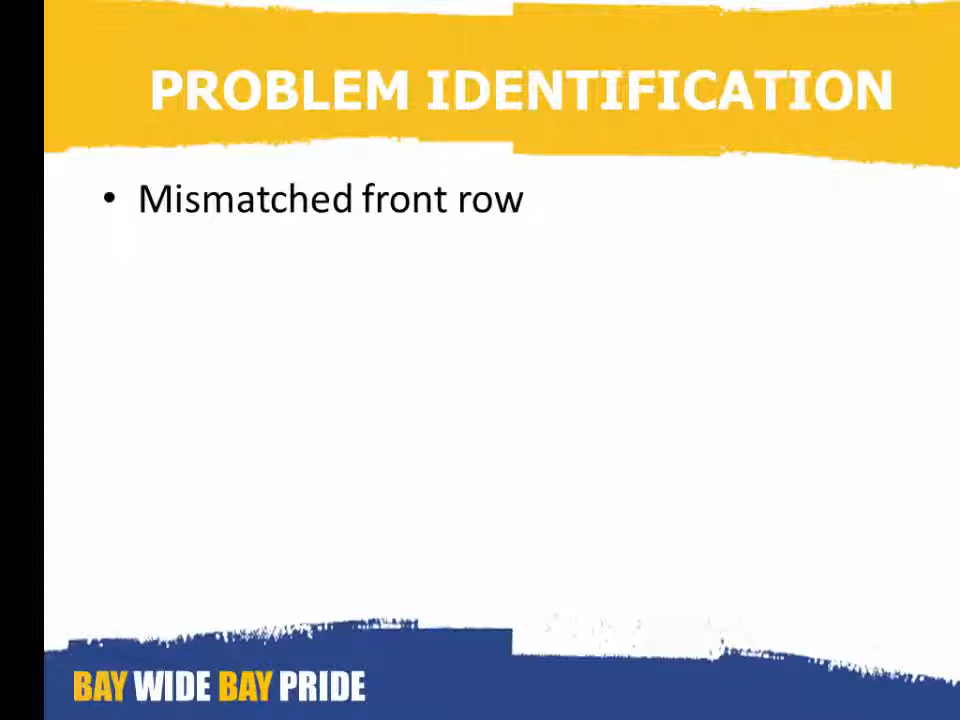 PROBLEM IDENTIFICATION
• Mismatched front row
BAY WIDE BAY PRIDE